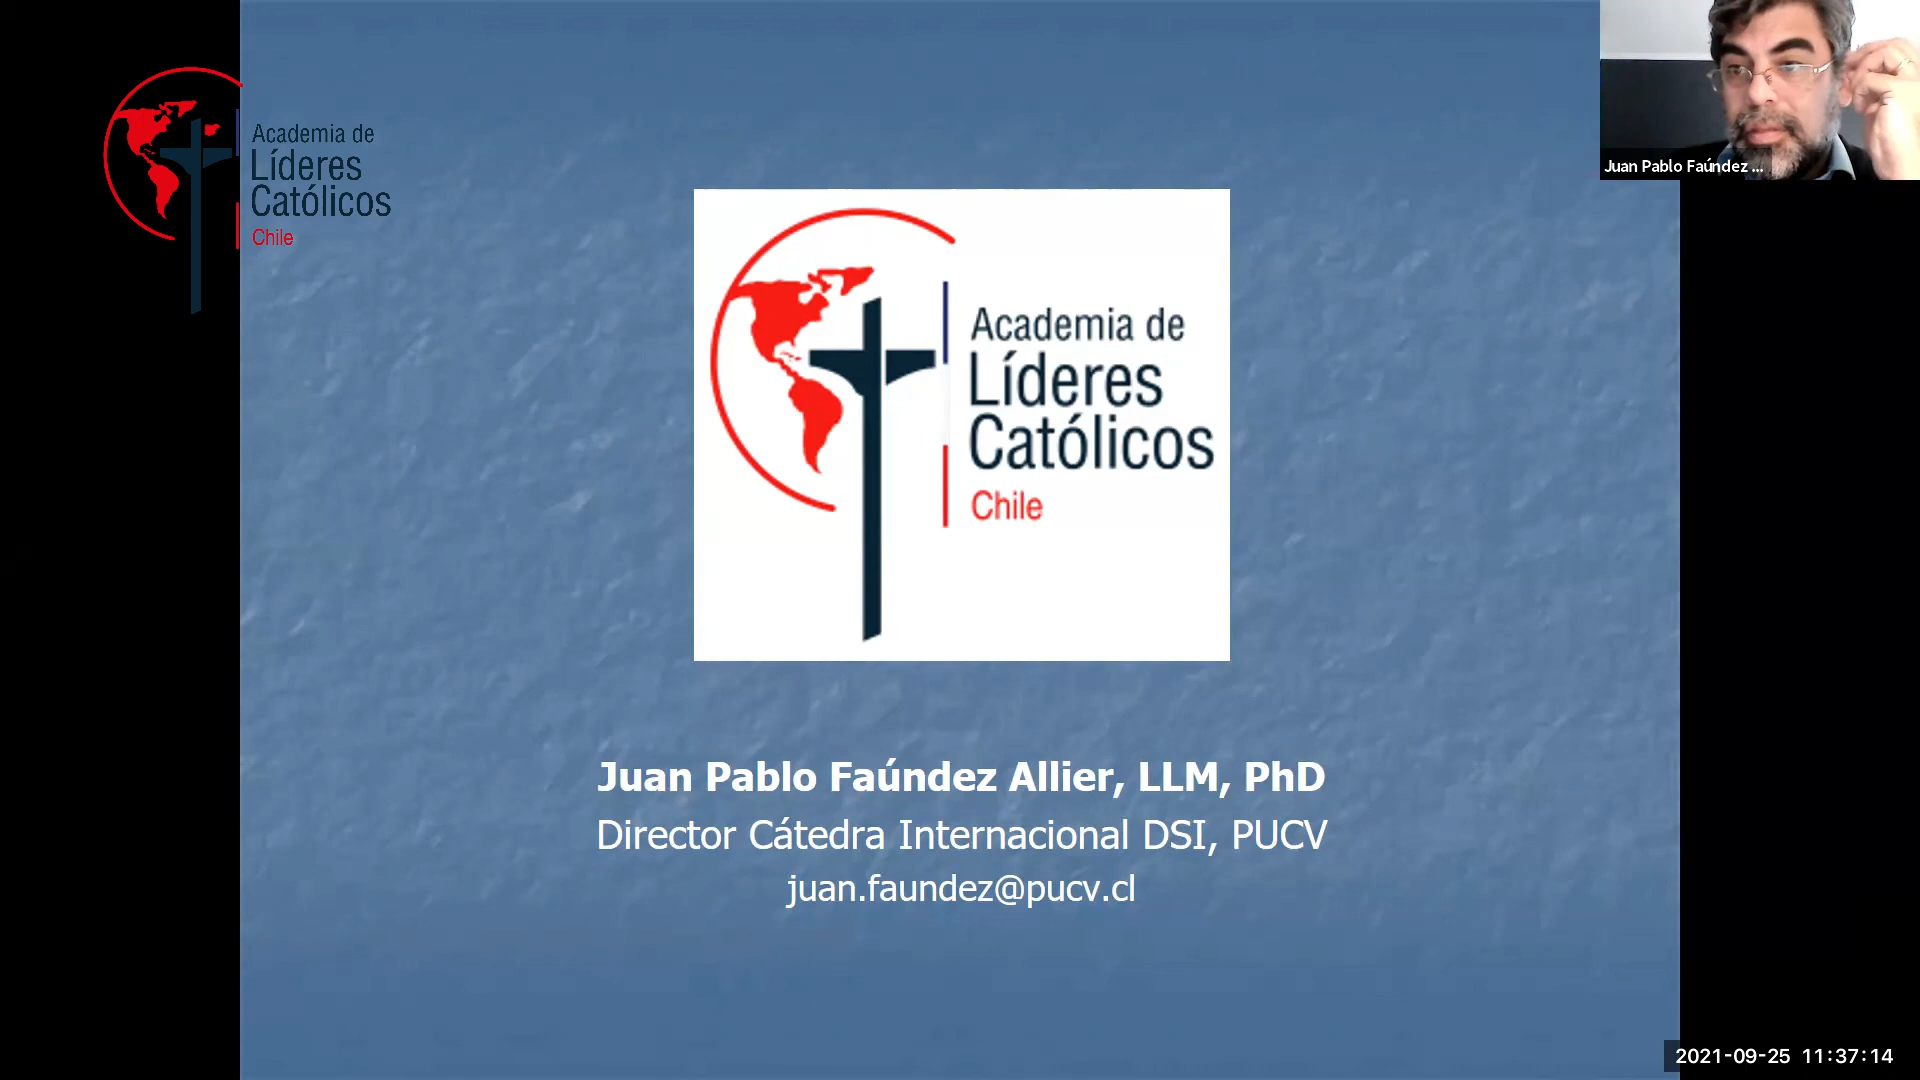 Academia de
Líderes
Católicos
Chile
Juan Pablo Faúndez ...
Academia de
Líderes
Católicos
Chile
Juan Pablo Faúndez Allier, LLM, PhD
Director Cátedra Internacional DSI, PUCV
juan.faundez@pucv.cl
2021-09-25 11:37:14